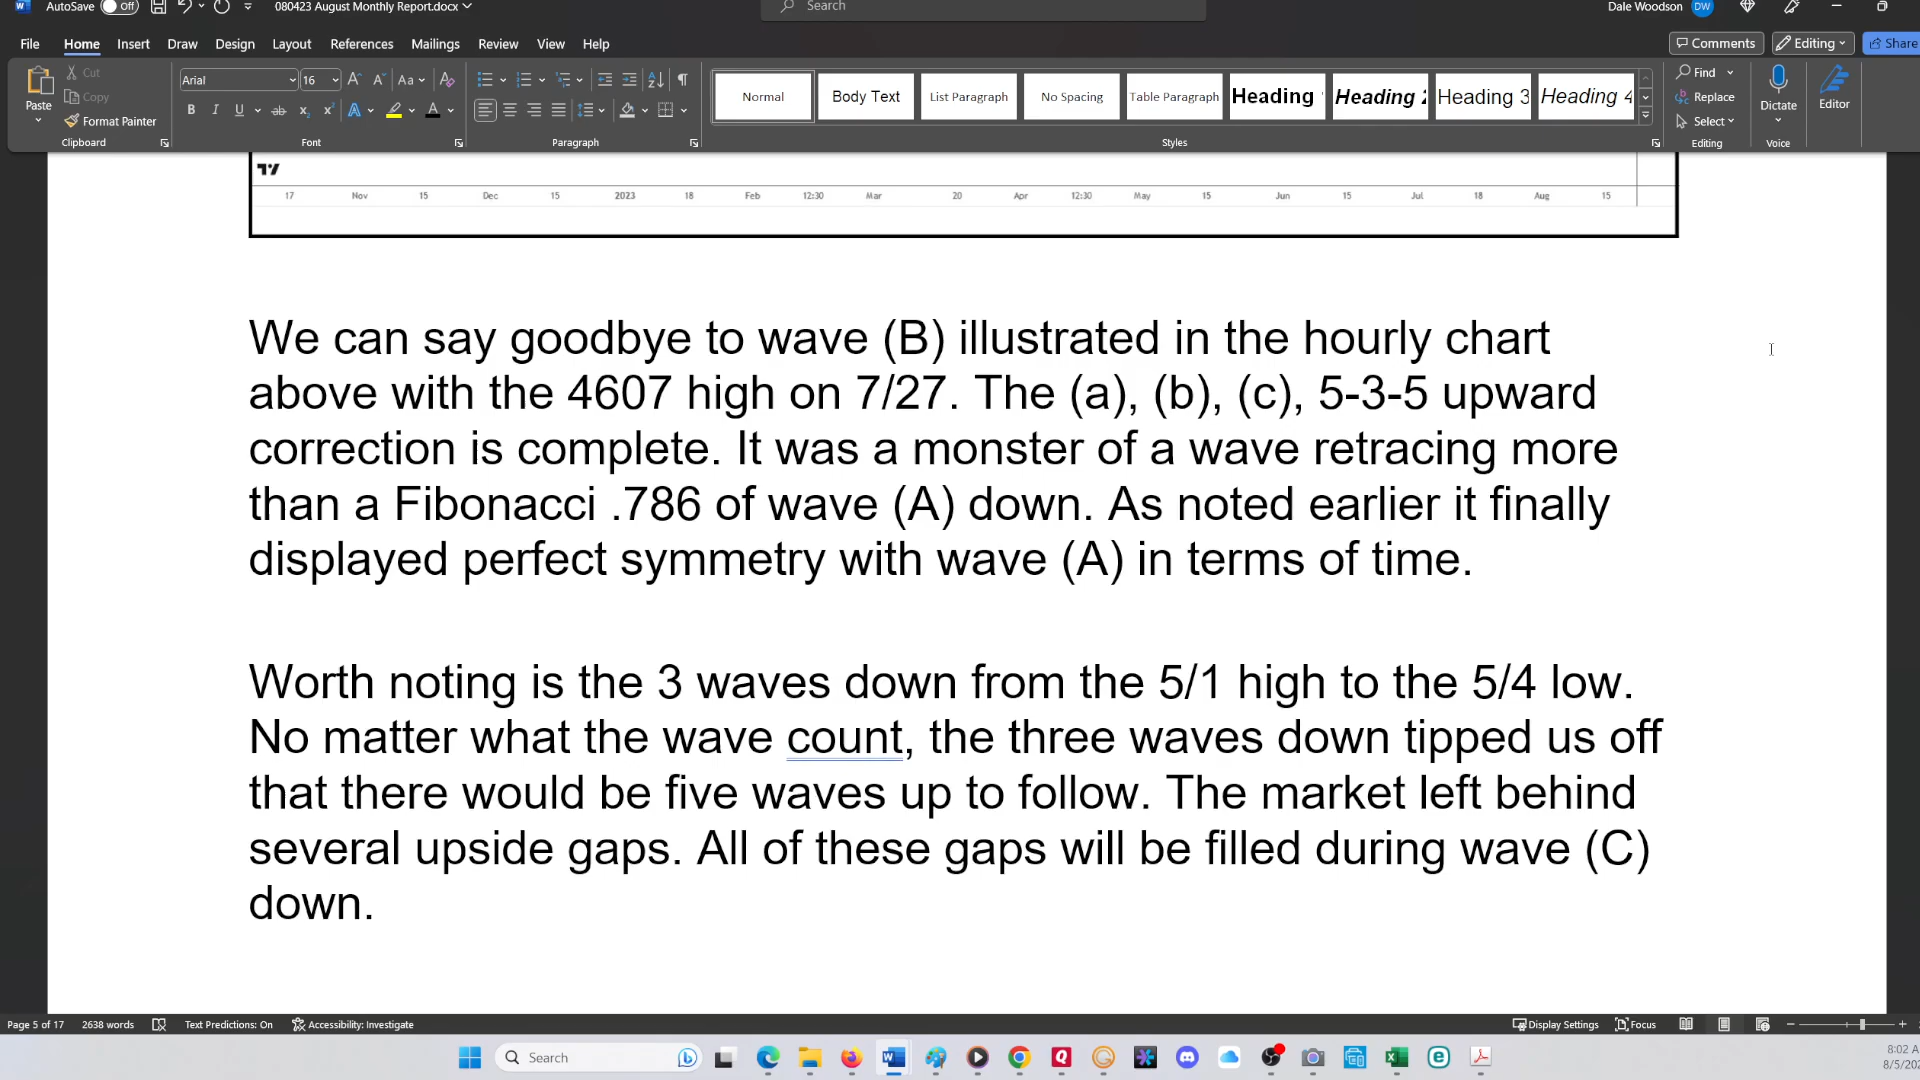 AutoSave Off 080423 August Monthly Report.docx Search Dale Woodson DW
File Home Insert Draw Design Layout References Mailings Review View Help Comments Editing Share
Paste Cut Copy Format Painter
Clipboard
Arial 16
Font
Paragraph
Normal Body Text List Paragraph No Spacing Table Paragraph Heading Heading 2 Heading 3 Heading 4
Styles
Find Replace Select
Editing
Dictate
Voice
Editor
17 Nov 15 Dec 15 2023 18 Feb 12:30 Mar 20 Apr 12:30 May 15 Jun 15 Jul 18 Aug 15
We can say goodbye to wave (B) illustrated in the hourly chart
above with the 4607 high on 7/27. The (a), (b), (c), 5-3-5 upward
correction is complete. It was a monster of a wave retracing more
than a Fibonacci .786 of wave (A) down. As noted earlier it finally
displayed perfect symmetry with wave (A) in terms of time.
Worth noting is the 3 waves down from the 5/1 high to the 5/4 low.
No matter what the wave count, the three waves down tipped us off
that there would be five waves up to follow. The market left behind
several upside gaps. All of these gaps will be filled during wave (C)
down.
Page 5 of 17 2638 words Text Predictions: On Accessibility: Investigate Display Settings Focus
Search
8:02 A
8/5/202